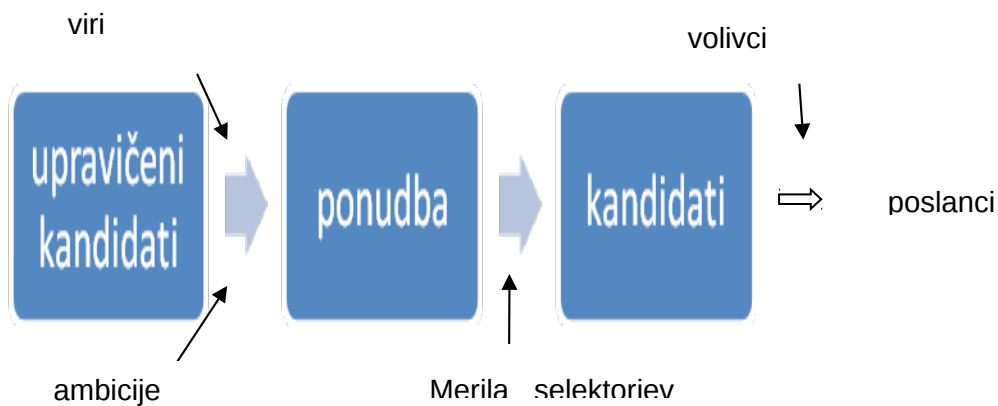 viri
volivci
upravičeni
kandidati
ponudba
kandidati
poslanci
ambicije
Merila selektorjev